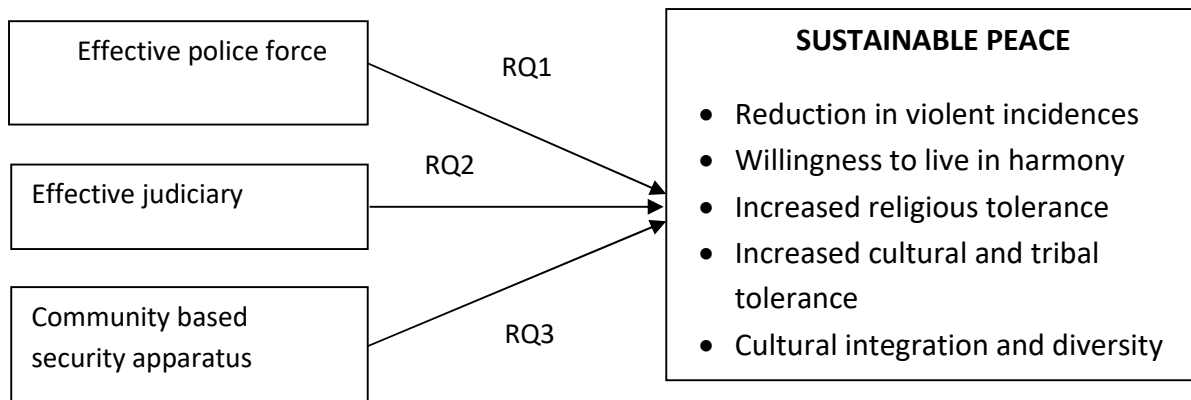 Effective police force
RQ1
RQ2
Effective judiciary
Community based
security apparatus
RQ3
SUSTAINABLE PEACE
• Reduction in violent incidences
• Willingness to live in harmony
• Increased religious tolerance
• Increased cultural and tribal
tolerance
• Cultural integration and diversity